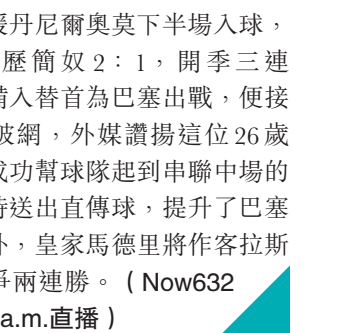 援丹尼爾奧莫下半場入球，
歷簡奴2：1，開季三連
備入替首為巴塞出戰，便接
破網，外媒讚揚這位26歲
成功幫球隊起到串聯中場的
時送出直傳球，提升了巴塞
外，皇家馬德里將作客拉斯
爭兩連勝。（Now632
a.m.直播）